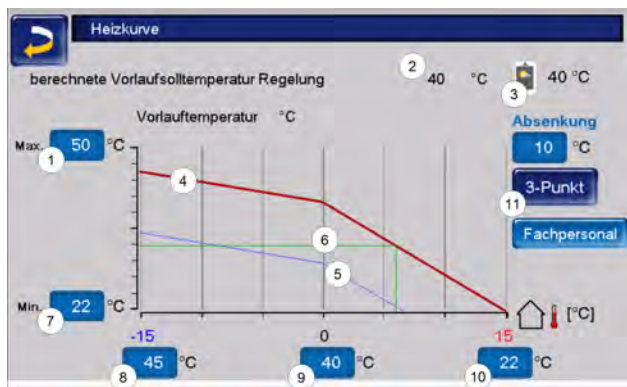 Heizkurve
berechnete Vorlaufsolltemperatur Regelung 2 40 °C 3 40 °C
Vorlauftemperatur °C
Absenkung
Max. 1 50 °C
10 °C
4
11 3-Punkt
6
Fachpersonal
5
Min. 7 22 °C
[°C]
-15 0 15
8 45 °C 9 40 °C 10 22 °C